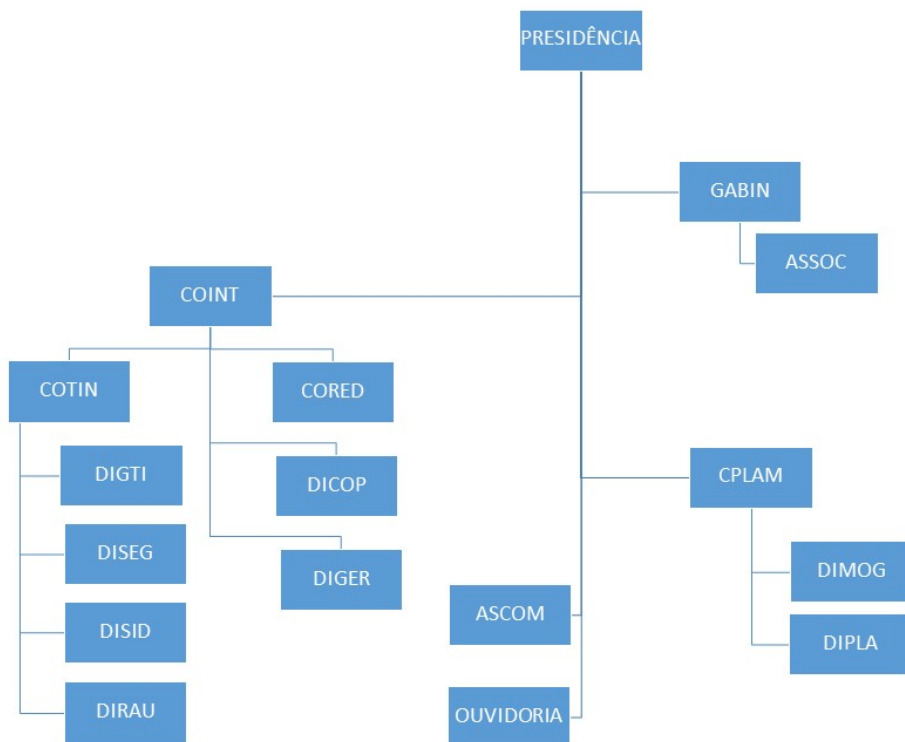 PRESIDÊNCIA
GABIN
ASSOC
COINT
COTIN
CORED
DIGTI
DICOP
CPLAM
DISEG
DIGER
DIMOG
ASCOM
DISID
DIPLA
DIRAU
OUVIDORIA